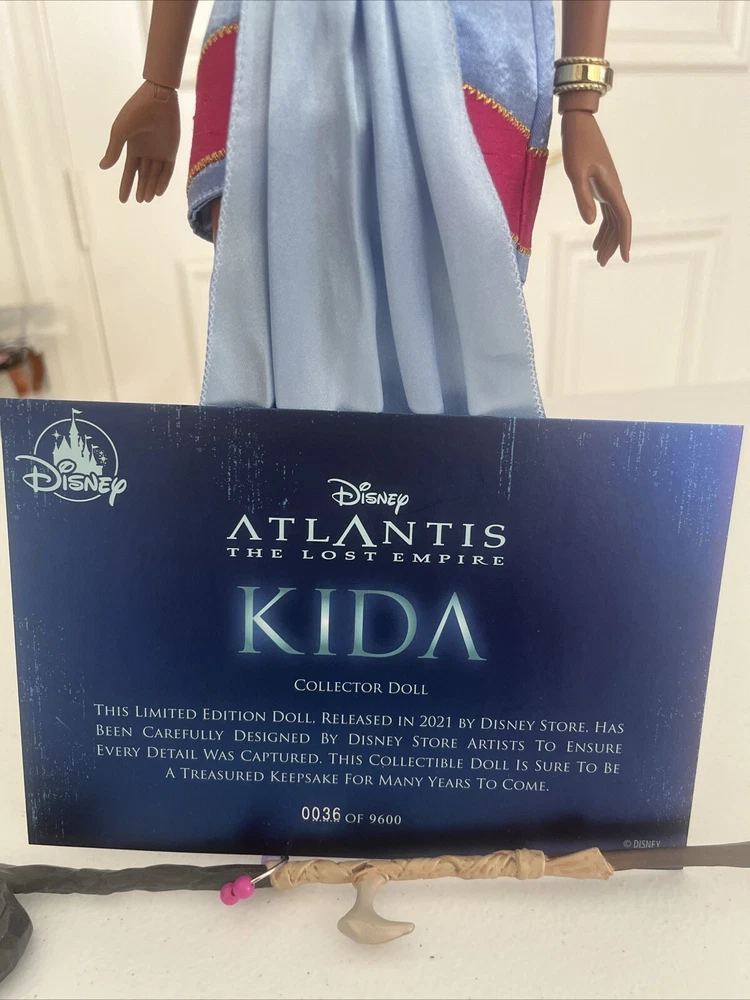 Disney
Disney
ATLANTIS
THE LOST EMPIRE
KIDA
COLLECTOR DOLL
THIS LIMITED EDITION DOLL, RELEASED IN 2021 BY DISNEY STORE, HAS
BEEN CAREFULLY DESIGNED BY DISNEY STORE ARTISTS TO ENSURE
EVERY DETAIL WAS CAPTURED. THIS COLLECTIBLE DOLL IS SURE TO BE
A TREASURED KEEPSAKE FOR MANY YEARS TO COME.
0036 OF 9600
© DISNEY